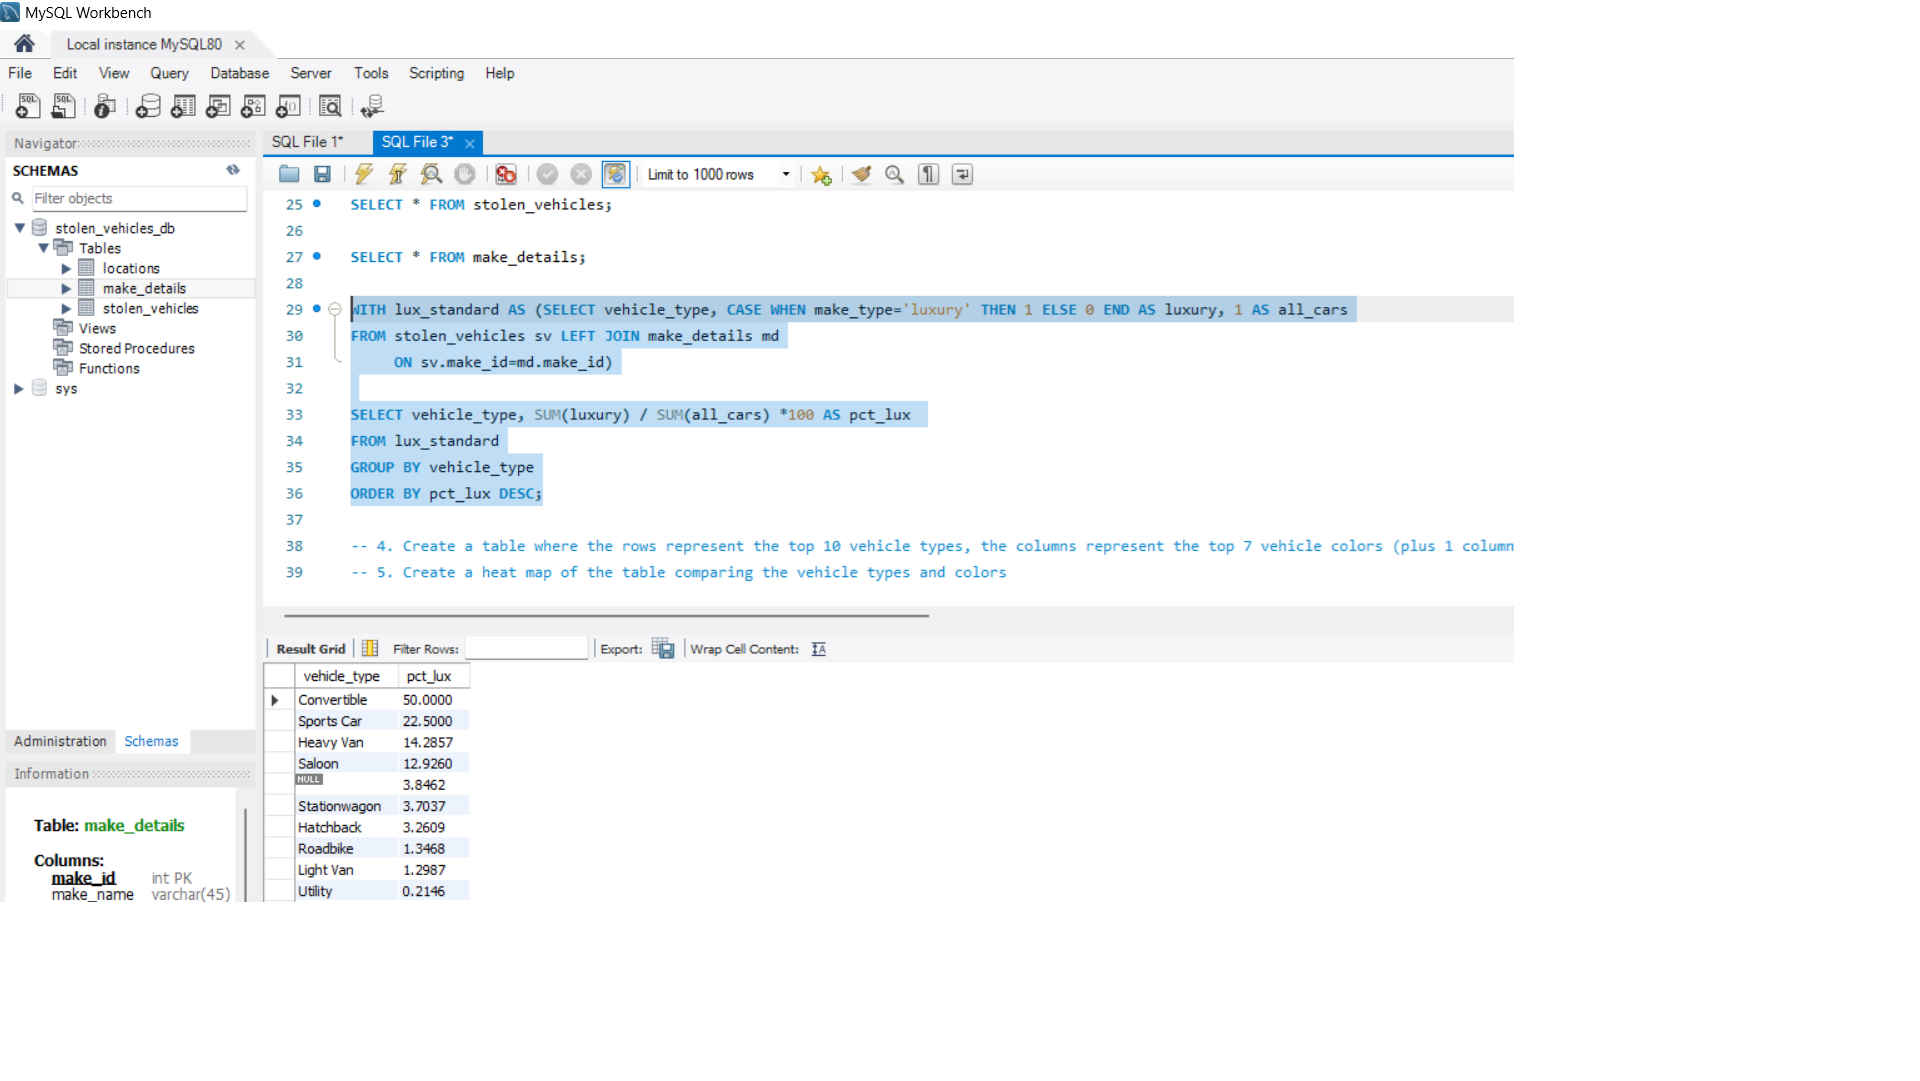 MySQL Workbench
Local instance MySQL80
File Edit View Query Database Server Tools Scripting Help
Navigator
SCHEMAS
Filter objects
stolen_vehicles_db
Tables
locations
make_details
stolen_vehicles
Views
Stored Procedures
Functions
sys
Administration Schemas
Information
Table: make_details
Columns:
make_id int PK
make_name varchar(45)
SQL File 1* SQL File 3*
Limit to 1000 rows
25 SELECT * FROM stolen_vehicles;
26
27 SELECT * FROM make_details;
28
29 WITH lux_standard AS (SELECT vehicle_type, CASE WHEN make_type='luxury' THEN 1 ELSE 0 END AS luxury, 1 AS all_cars
30 FROM stolen_vehicles sv LEFT JOIN make_details md
31 ON sv.make_id=md.make_id)
32
33 SELECT vehicle_type, SUM(luxury) / SUM(all_cars) *100 AS pct_lux
34 FROM lux_standard
35 GROUP BY vehicle_type
36 ORDER BY pct_lux DESC;
37
38 -- 4. Create a table where the rows represent the top 10 vehicle types, the columns represent the top 7 vehicle colors (plus 1 column
39 -- 5. Create a heat map of the table comparing the vehicle types and colors
Result Grid Filter Rows: Export: Wrap Cell Content:
vehicle_type pct_lux
Convertible 50.0000
Sports Car 22.5000
Heavy Van 14.2857
Saloon 12.9260
NULL 3.8462
Stationwagon 3.7037
Hatchback 3.2609
Roadbike 1.3468
Light Van 1.2987
Utility 0.2146